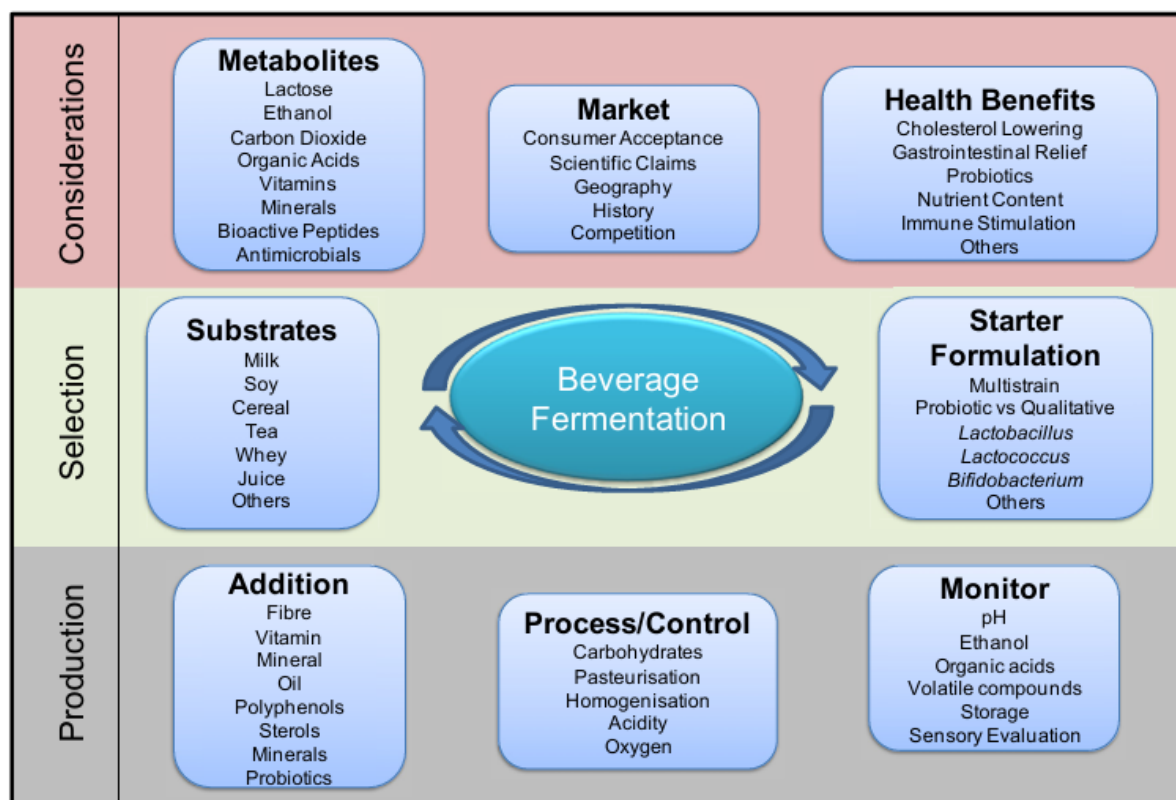 Considerations
Metabolites
Lactose
Ethanol
Carbon Dioxide
Organic Acids
Vitamins
Minerals
Bioactive Peptides
Antimicrobials
Market
Consumer Acceptance
Scientific Claims
Geography
History
Competition
Health Benefits
Cholesterol Lowering
Gastrointestinal Relief
Probiotics
Nutrient Content
Immune Stimulation
Others
Selection
Substrates
Milk
Soy
Cereal
Tea
Whey
Juice
Others
Beverage
Fermentation
Starter
Formulation
Multistrain
Probiotic vs Qualitative
Lactobacillus
Lactococcus
Bifidobacterium
Others
Production
Addition
Fibre
Vitamin
Mineral
Oil
Polyphenols
Sterols
Minerals
Probiotics
Process/Control
Carbohydrates
Pasteurisation
Homogenisation
Acidity
Oxygen
Monitor
pH
Ethanol
Organic acids
Volatile compounds
Storage
Sensory Evaluation